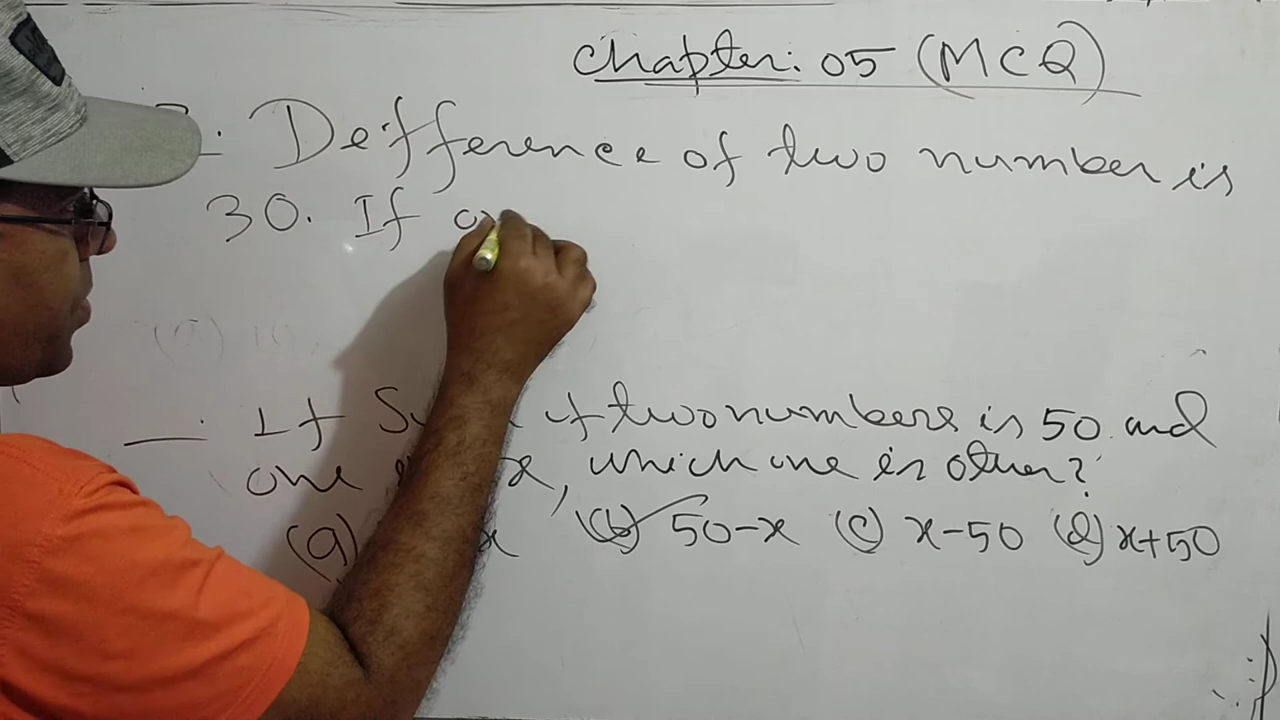 Chapter: 05 (MCQ)
Deifference of two number is
30. If
If of two numbers is 50 and
one x, which one is other?
(a) x (b) 50-x (c) x-50 (d) x+50